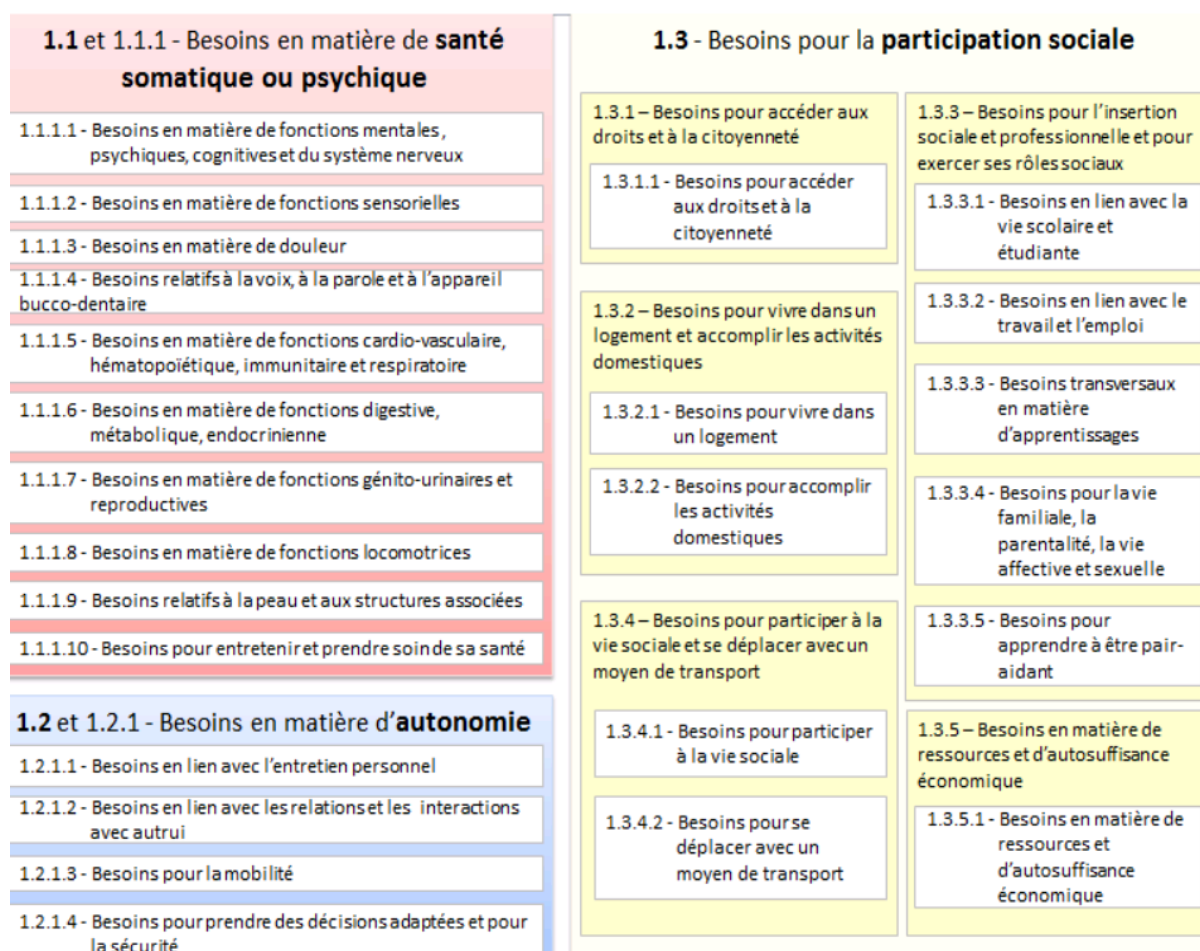 1.1 et 1.1.1 - Besoins en matière de santé
somatique ou psychique
1.1.1.1 - Besoins en matière de fonctions mentales,
psychiques, cognitives et du système nerveux
1.1.1.2 - Besoins en matière de fonctions sensorielles
1.1.1.3 - Besoins en matière de douleur
1.1.1.4 - Besoins relatifs à la voix, à la parole et à l'appareil
bucco-dentaire
1.1.1.5 - Besoins en matière de fonctions cardio-vasculaire,
hématopoïétique, immunitaire et respiratoire
1.1.1.6 - Besoins en matière de fonctions digestive,
métabolique, endocrinienne
1.1.1.7 - Besoins en matière de fonctions génito-urinaires et
reproductives
1.1.1.8 - Besoins en matière de fonctions locomotrices
1.1.1.9 - Besoins relatifs à la peau et aux structures associées
1.1.1.10 - Besoins pour entretenir et prendre soin de sa santé
1.2 et 1.2.1 - Besoins en matière d'autonomie
1.2.1.1 - Besoins en lien avec l'entretien personnel
1.2.1.2 - Besoins en lien avec les relations et les interactions
avec autrui
1.2.1.3 - Besoins pour la mobilité
1.2.1.4 - Besoins pour prendre des décisions adaptées et pour
la sécurité
1.3 - Besoins pour la participation sociale
1.3.1 – Besoins pour accéder aux
droits et à la citoyenneté
1.3.1.1 - Besoins pour accéder
aux droits et à la
citoyenneté
1.3.2 – Besoins pour vivre dans un
logement et accomplir les activités
domestiques
1.3.2.1 - Besoins pour vivre dans
un logement
1.3.2.2 - Besoins pour accomplir
les activités
domestiques
1.3.4 – Besoins pour participer à la
vie sociale et se déplacer avec un
moyen de transport
1.3.4.1 - Besoins pour participer
à la vie sociale
1.3.4.2 - Besoins pour se
déplacer avec un
moyen de transport
1.3.3 – Besoins pour l'insertion
sociale et professionnelle et pour
exercer ses rôles sociaux
1.3.3.1 - Besoins en lien avec la
vie scolaire et
étudiante
1.3.3.2 - Besoins en lien avec le
travail et l'emploi
1.3.3.3 - Besoins transversaux
en matière
d'apprentissages
1.3.3.4 - Besoins pour la vie
familiale, la
parentalité, la vie
affective et sexuelle
1.3.3.5 - Besoins pour
apprendre à être pair-
aidant
1.3.5 – Besoins en matière de
ressources et d'autosuffisance
économique
1.3.5.1 - Besoins en matière de
ressources et
d'autosuffisance
économique